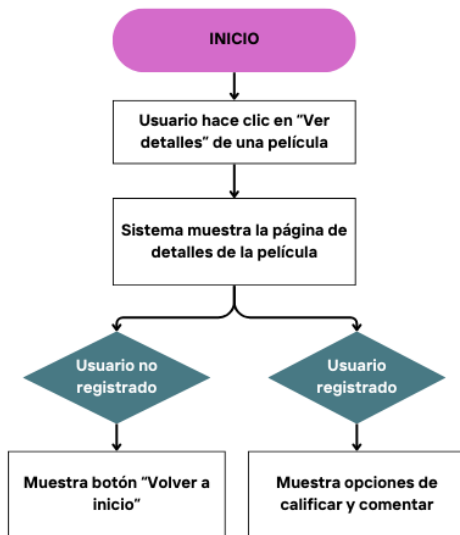 INICIO
Usuario hace clic en "Ver
detalles" de una película
Sistema muestra la página de
detalles de la película
Usuario no
registrado
Usuario
registrado
Muestra botón "Volver a
inicio"
Muestra opciones de
calificar y comentar